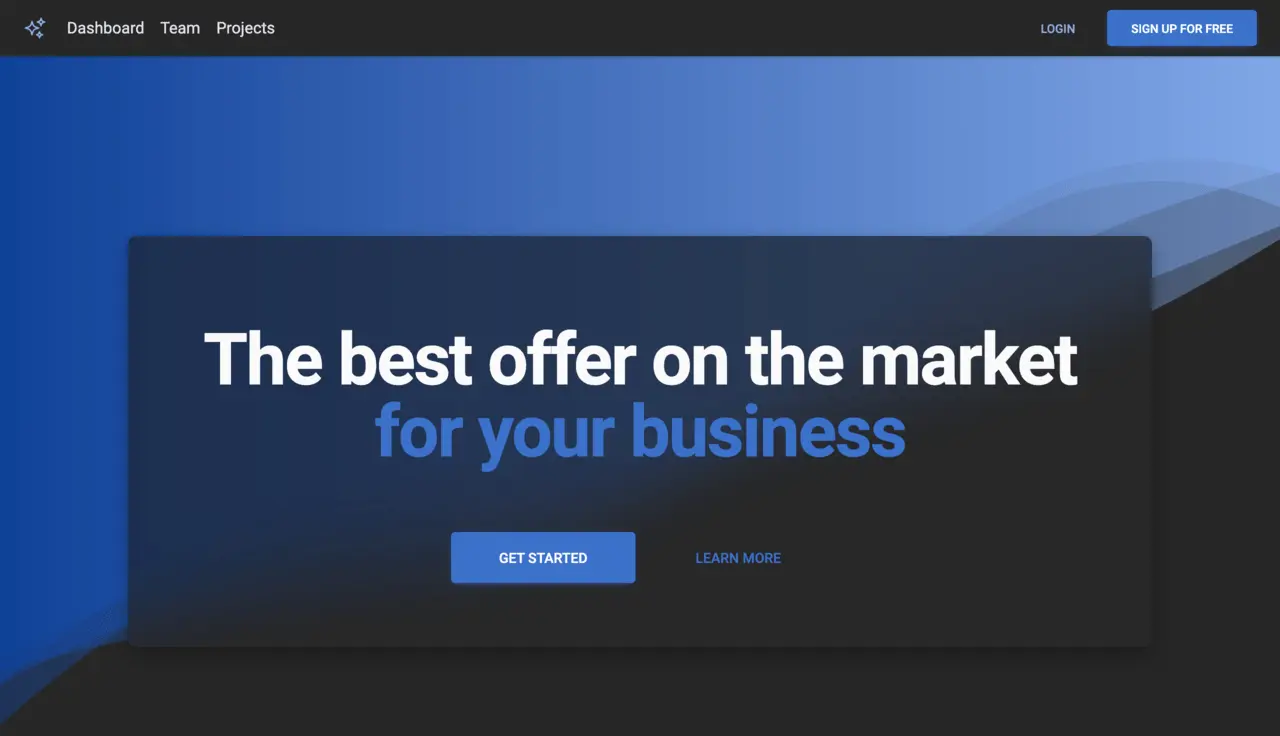 Dashboard Team Projects LOGIN SIGN UP FOR FREE
The best offer on the market
for your business
GET STARTED LEARN MORE